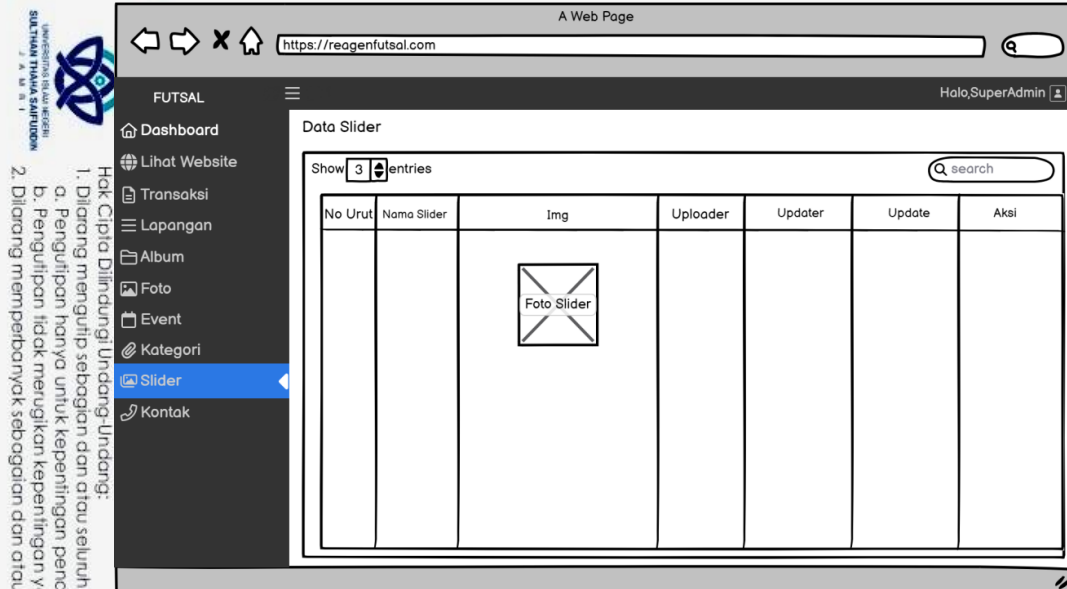 A Web Page
https://reagenfutsal.com
FUTSAL
Halo,SuperAdmin
Dashboard
Lihat Website
Transaksi
Lapangan
Album
Foto
Event
Kategori
Slider
Kontak
Data Slider
Show 3 entries
search
No Urut Nama Slider Img Uploader Updater Update Aksi
Foto Slider
UNIVERSITAS ISLAM NEGERI
SULTHAN THAHA SAIFUDDIN
JAMBI
Hak Cipta Dilindungi Undang-Undang:
1. Dilarang mengutip sebagian dan atau seluruh
a. Pengutipan hanya untuk kepentingan
b. Pengutipan tidak merugikan kepentingan
2. Dilarang memperbanyak sebagaian dan atau